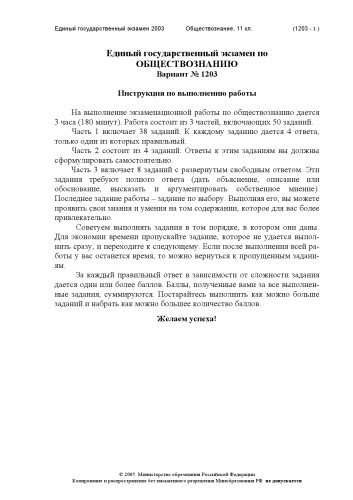 Единый государственный экзамен 2003 Обществознание, 11 кл. (1203 - 1 )
Единый государственный экзамен по
ОБЩЕСТВОЗНАНИЮ
Вариант № 1203
Инструкция по выполнению работы
На выполнение экзаменационной работы по обществознанию дается
3 часа (180 минут). Работа состоит из 3 частей, включающих 50 заданий.
Часть 1 включает 38 заданий. К каждому заданию дается 4 ответа,
только один из которых правильный.
Часть 2 состоит из 4 заданий. Ответы к этим заданиям вы должны
сформулировать самостоятельно.
Часть 3 включает 8 заданий с развернутым свободным ответом. Эти
задания требуют полного ответа (дать объяснение, описание или
обоснование, высказать и аргументировать собственное мнение).
Последнее задание работы – задание по выбору. Выполняя его, вы можете
проявить свои знания и умения на том содержании, которое для вас более
привлекательно.
Советуем выполнять задания в том порядке, в котором они даны.
Для экономии времени пропускайте задание, которое не удается выпол-
нить сразу, и переходите к следующему. Если после выполнения всей ра-
боты у вас останется время, то можно вернуться к пропущенным задани-
ям.
За каждый правильный ответ в зависимости от сложности задания
дается один или более баллов. Баллы, полученные вами за все выполнен-
ные задания, суммируются. Постарайтесь выполнить как можно больше
заданий и набрать как можно большее количество баллов.
Желаем успеха!
© 2005 Министерство образования Российской Федерации
Копирование и распространение без письменного разрешения Минобразования РФ не допускается